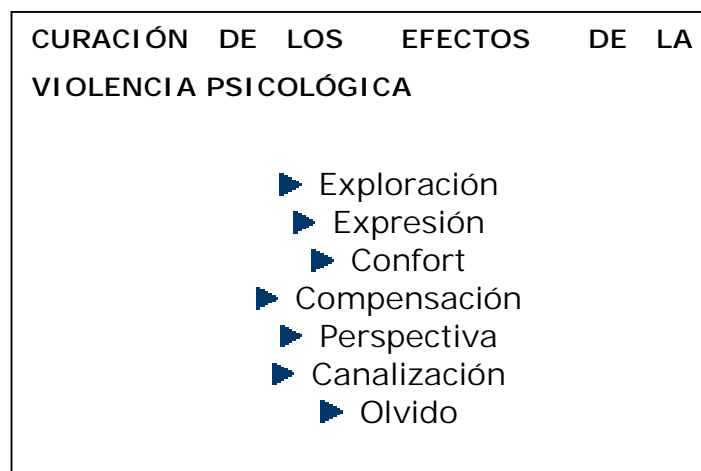 CURACIÓN DE LOS EFECTOS DE LA
VIOLENCIA PSICOLÓGICA
Exploración
Expresión
Confort
Compensación
Perspectiva
Canalización
Olvido